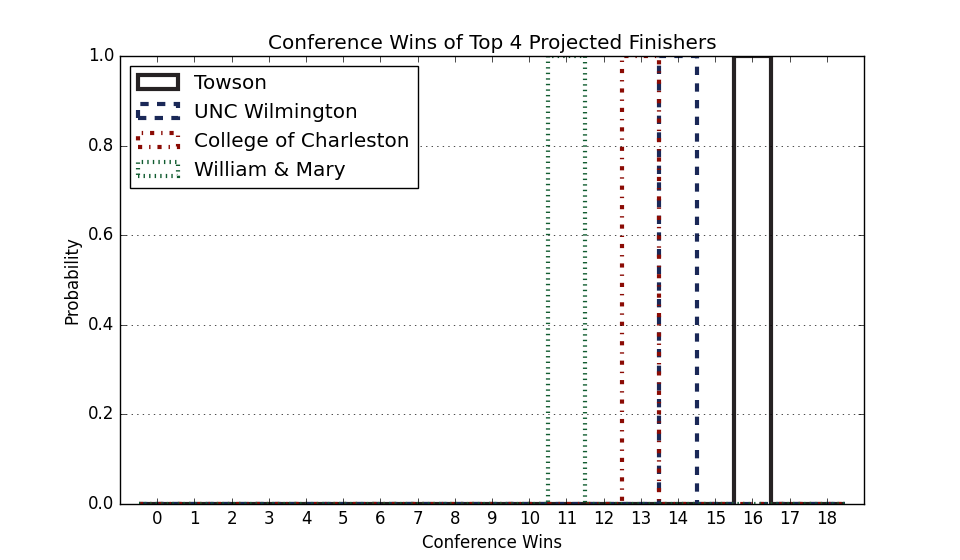 Conference Wins of Top 4 Projected Finishers
1.0
0.8
0.6
0.4
0.2
0.0
Probability
Towson
UNC Wilmington
College of Charleston
William & Mary
0 1 2 3 4 5 6 7 8 9 10 11 12 13 14 15 16 17 18
Conference Wins